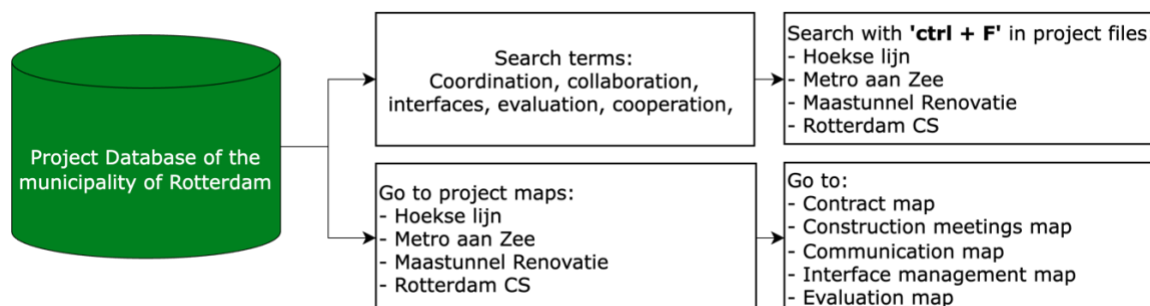 Project Database of the
municipality of Rotterdam
Search terms:
Coordination, collaboration,
interfaces, evaluation, cooperation,
Search with 'ctrl + F' in project files
- Hoekse lijn
- Metro aan Zee
- Maastunnel Renovatie
- Rotterdam CS
Go to project maps:
- Hoekse lijn
- Metro aan Zee
- Maastunnel Renovatie
- Rotterdam CS
Go to:
- Contract map
- Construction meetings map
- Communication map
- Interface management map
- Evaluation map